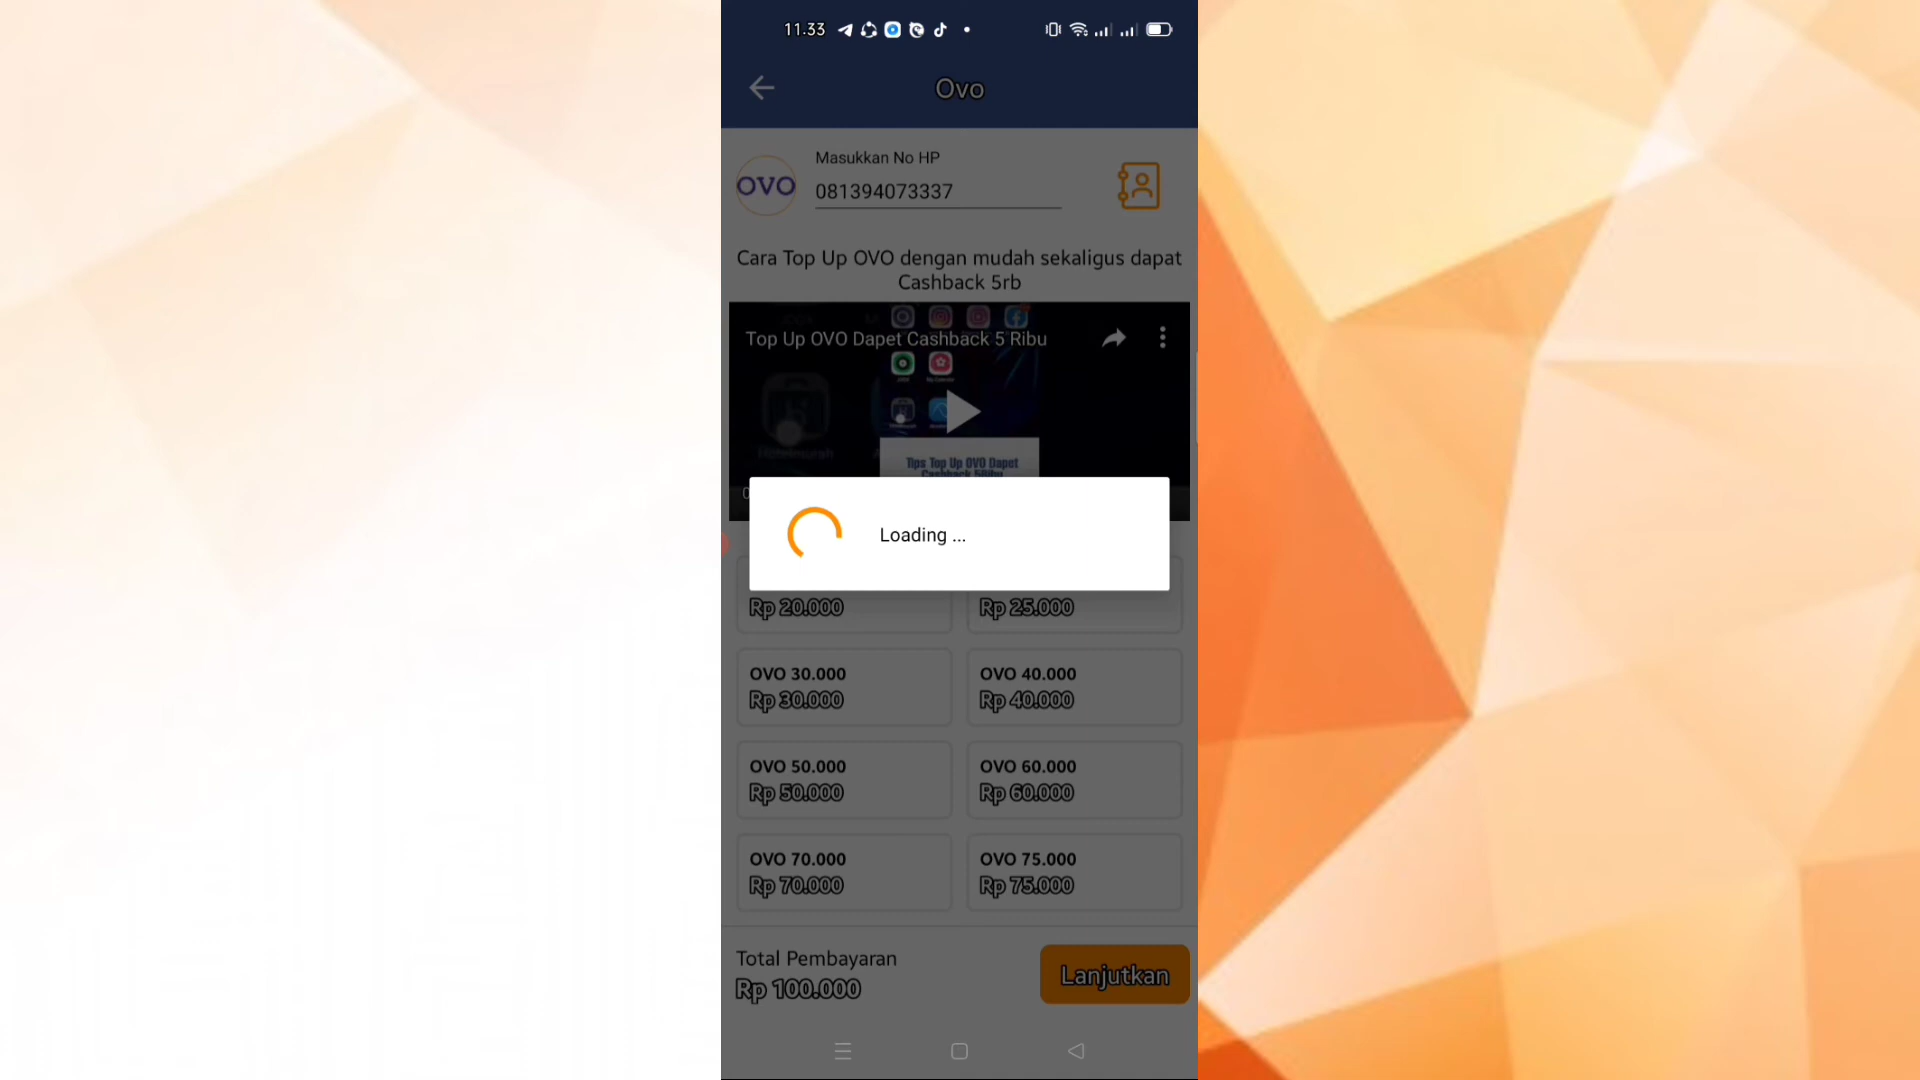 11.33
Ovo
Masukkan No HP
OVO
081394073337
Cara Top Up OVO dengan mudah sekaligus dapat
Cashback 5rb
Top Up OVO Dapet Cashback 5 Ribu
Tips Top Up OVO Dapet
Cashback 5Ribu
Loading ...
Rp 20.000
Rp 25.000
OVO 30.000
Rp 30.000
OVO 40.000
Rp 40.000
OVO 50.000
Rp 50.000
OVO 60.000
Rp 60.000
OVO 70.000
Rp 70.000
OVO 75.000
Rp 75.000
Total Pembayaran
Rp 100.000
Lanjutkan